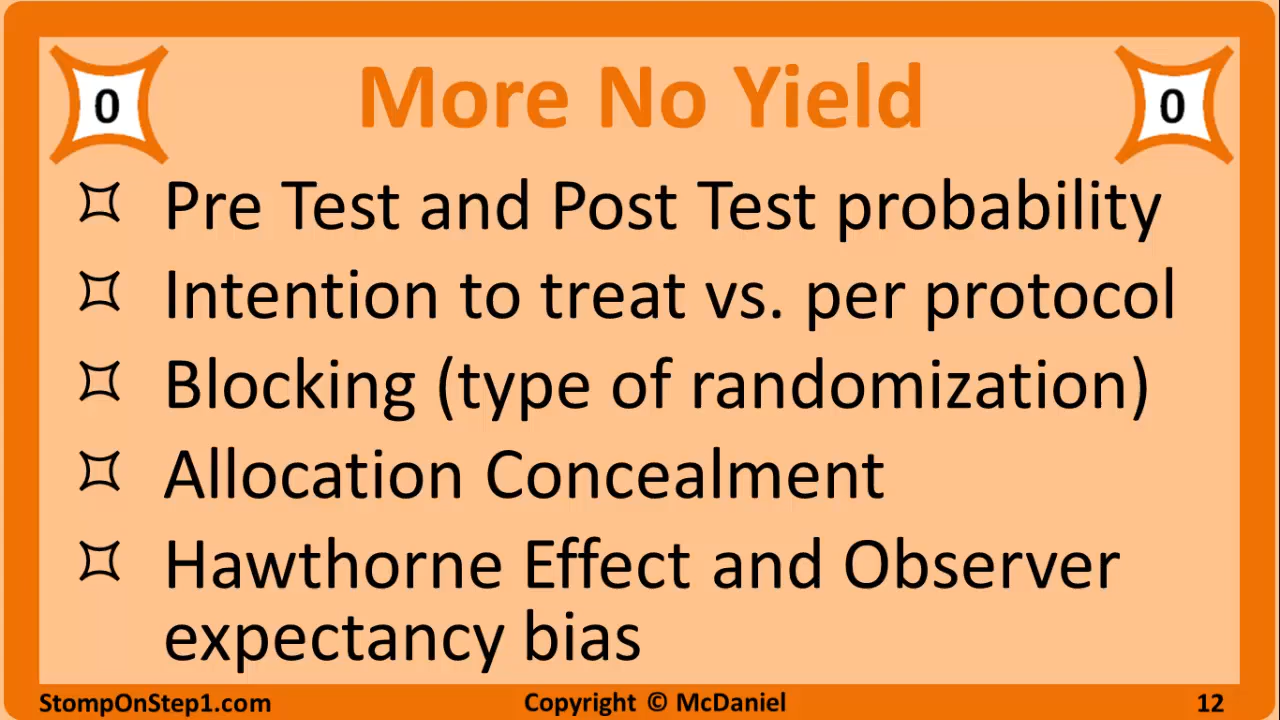 0
More No Yield
0
Pre Test and Post Test probability
Intention to treat vs. per protocol
Blocking (type of randomization)
Allocation Concealment
Hawthorne Effect and Observer
expectancy bias
StompOnStep1.com
Copyright © McDaniel
12